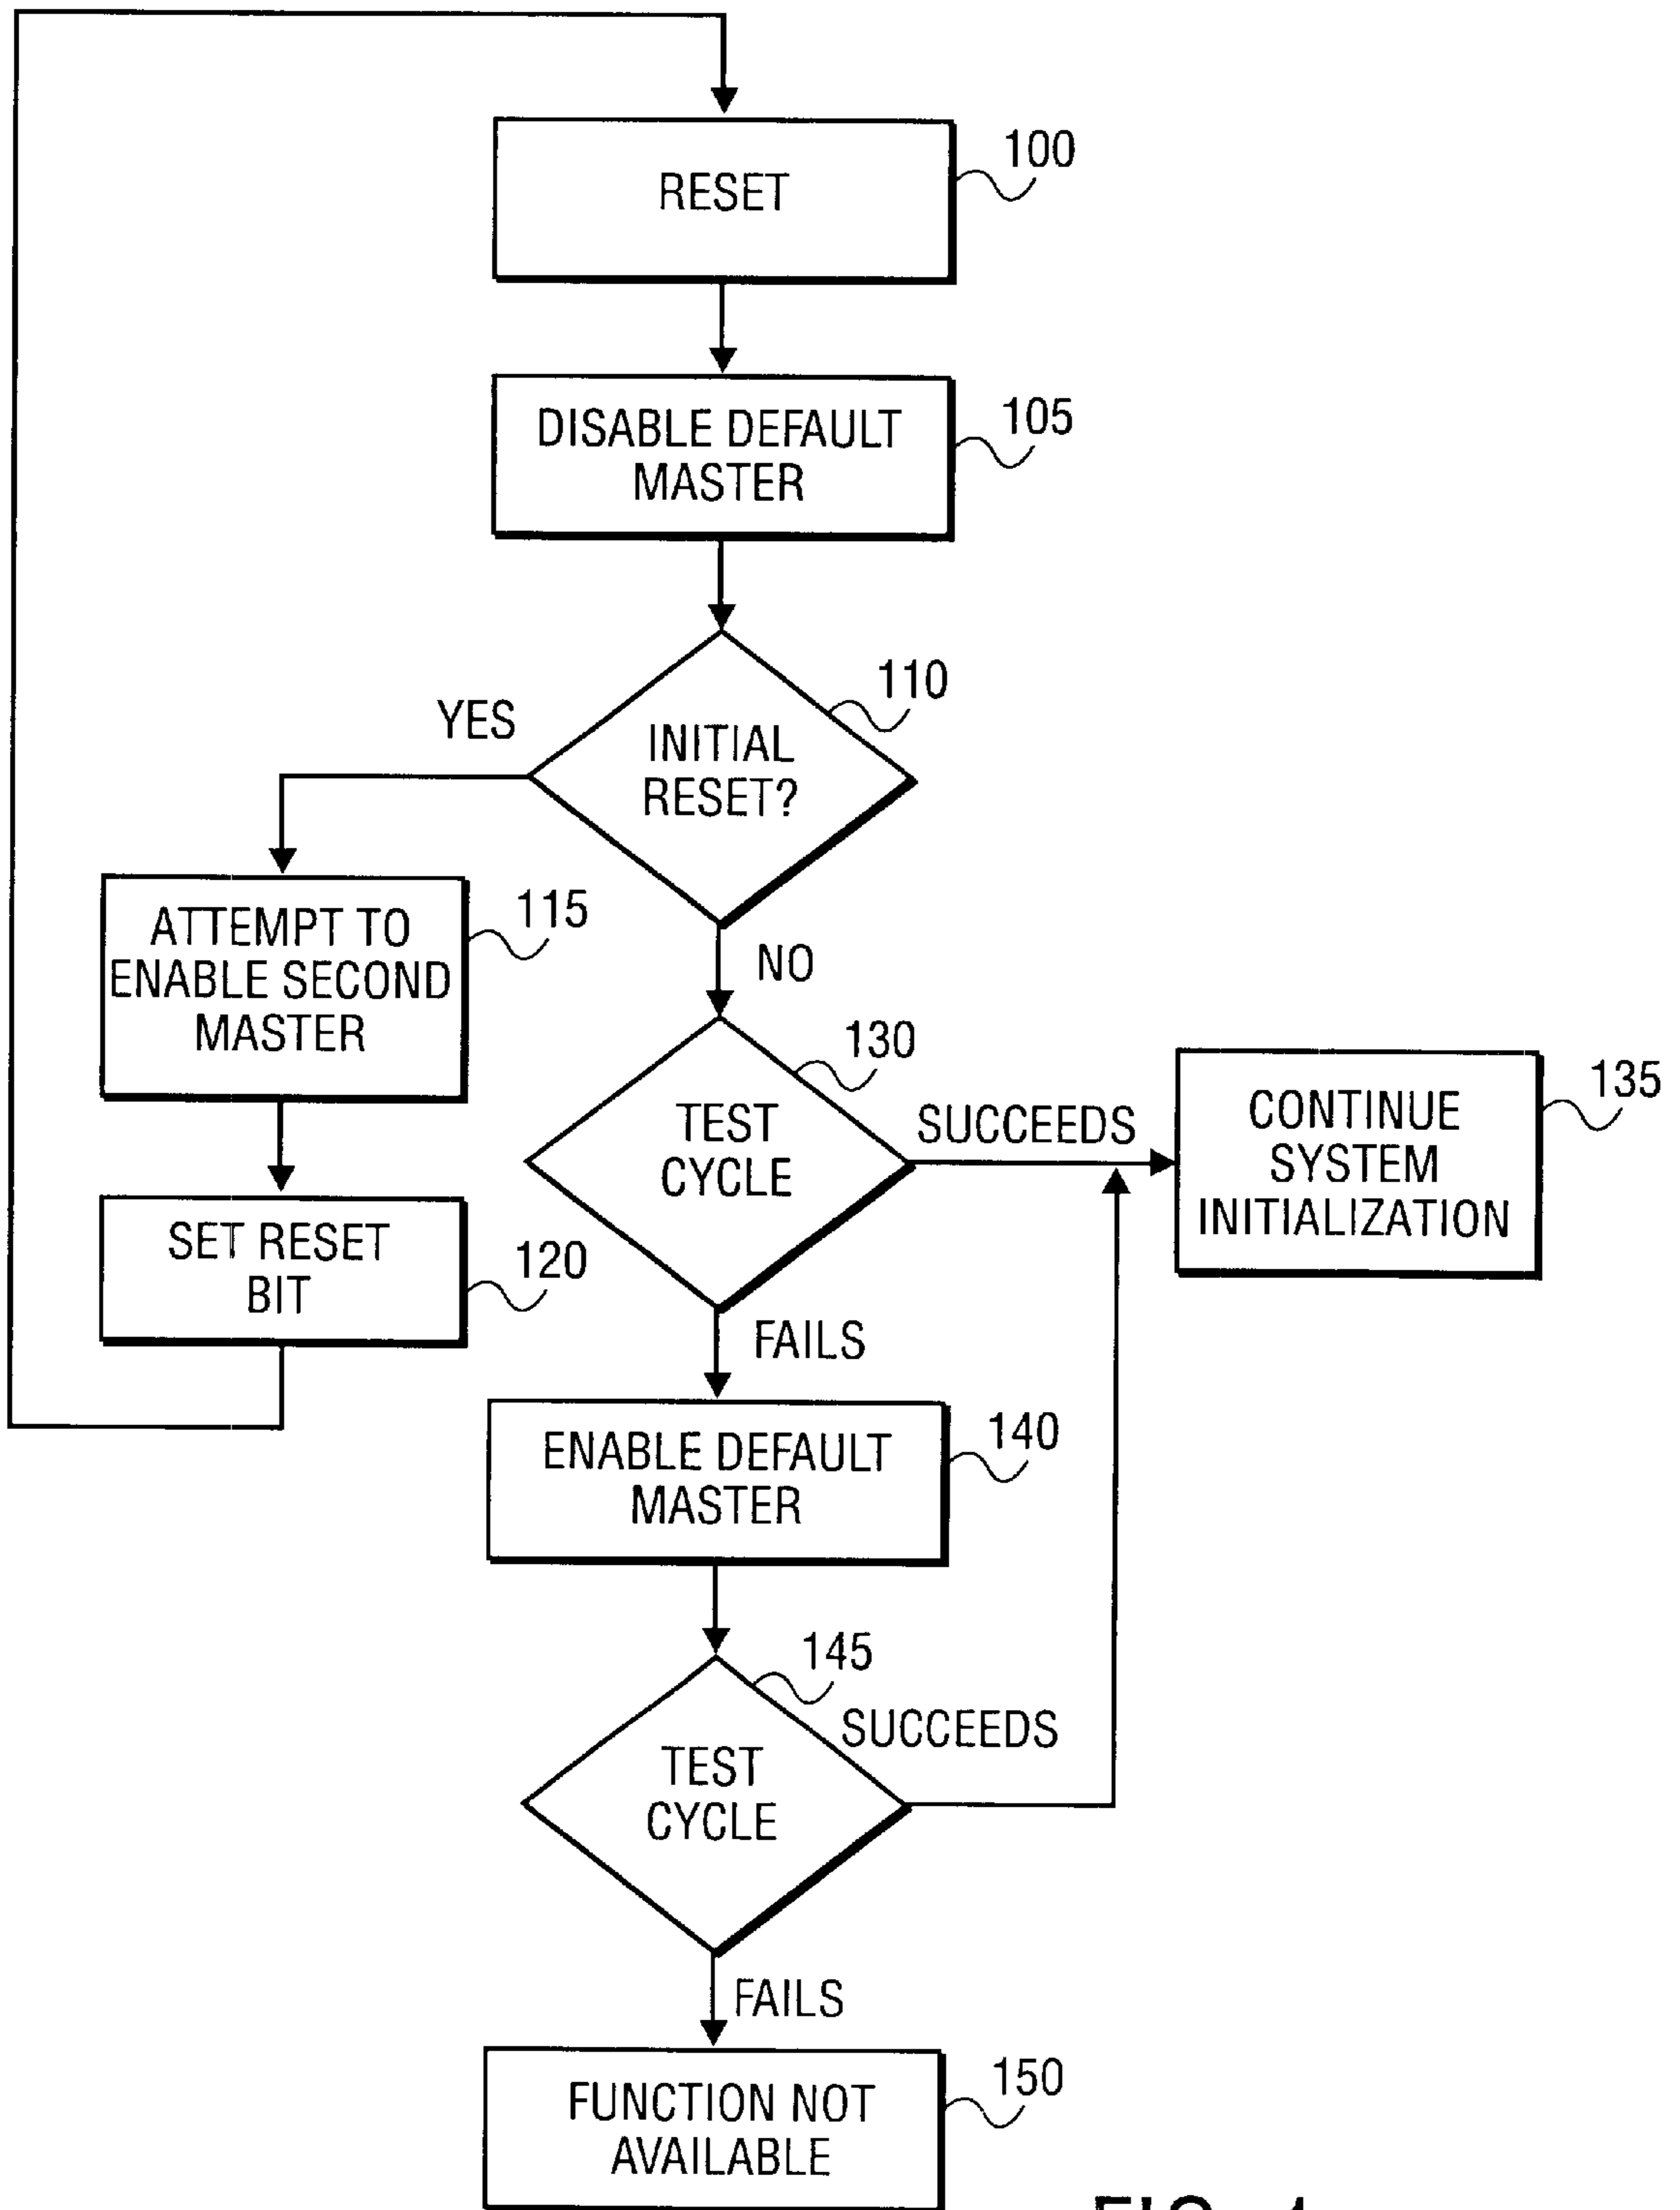 RESET
100
DISABLE DEFAULT
MASTER
105
INITIAL
RESET?
110
YES
NO
ATTEMPT TO
ENABLE SECOND
MASTER
115
SET RESET
BIT
120
TEST
CYCLE
130
SUCCEEDS
CONTINUE
SYSTEM
INITIALIZATION
135
FAILS
ENABLE DEFAULT
MASTER
140
TEST
CYCLE
145
SUCCEEDS
FAILS
FUNCTION NOT
AVAILABLE
150